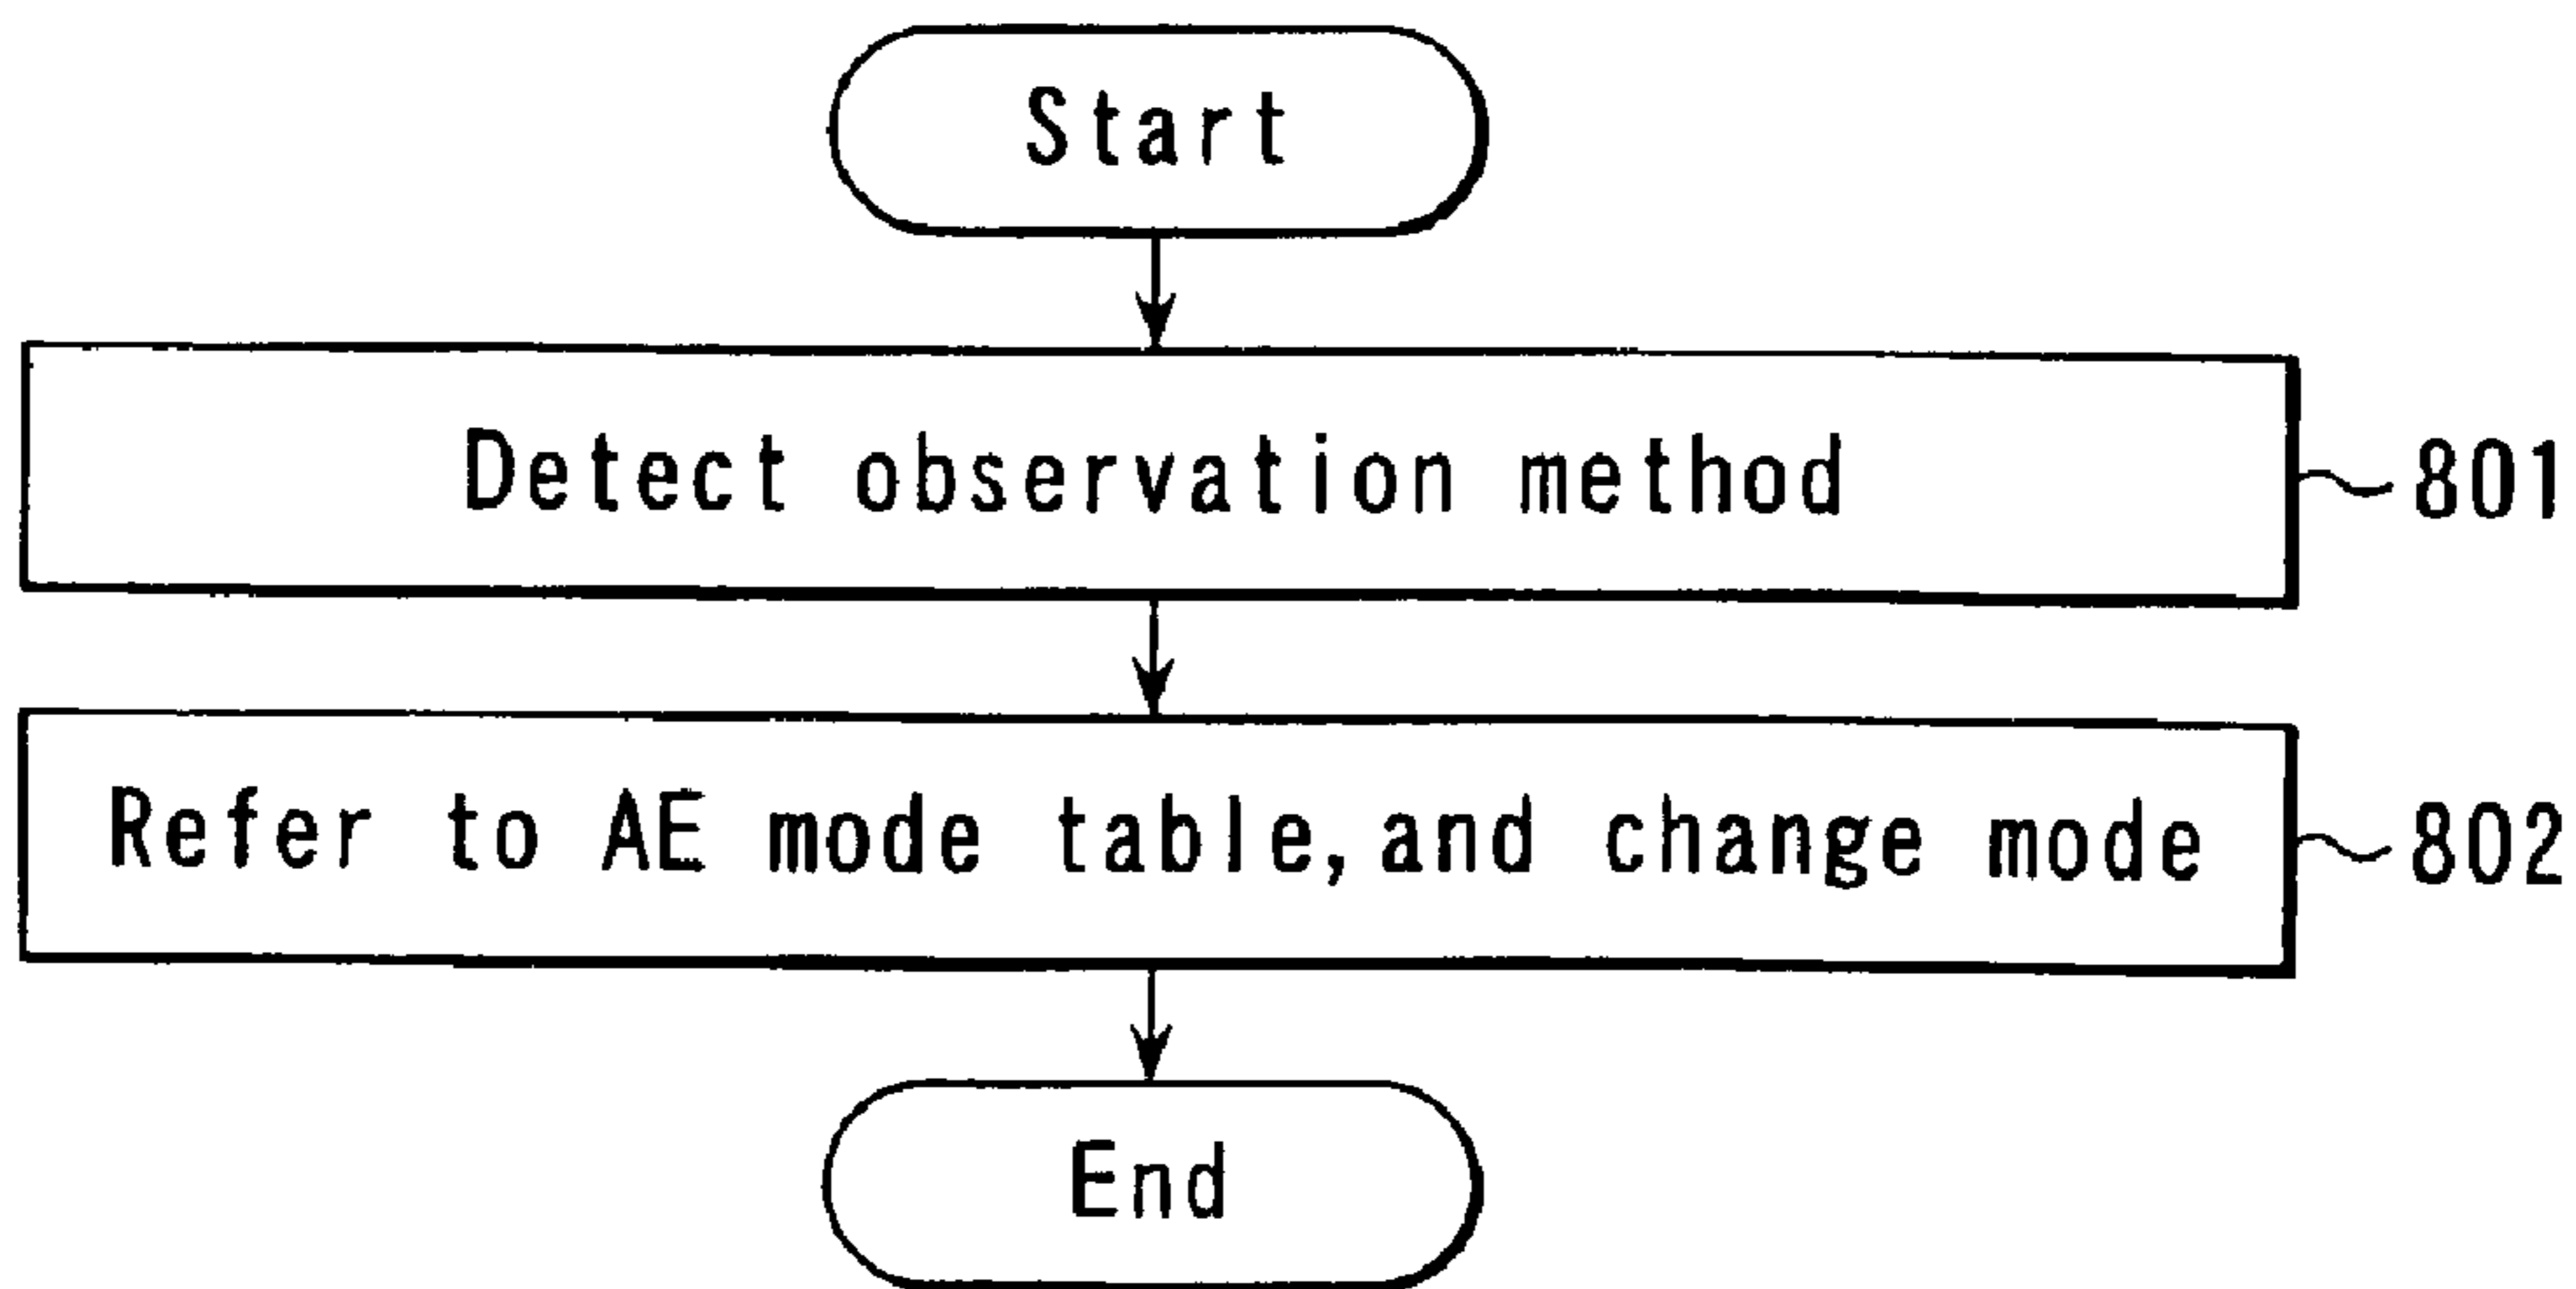 Start
Detect observation method
801
Refer to AE mode table, and change mode
802
End